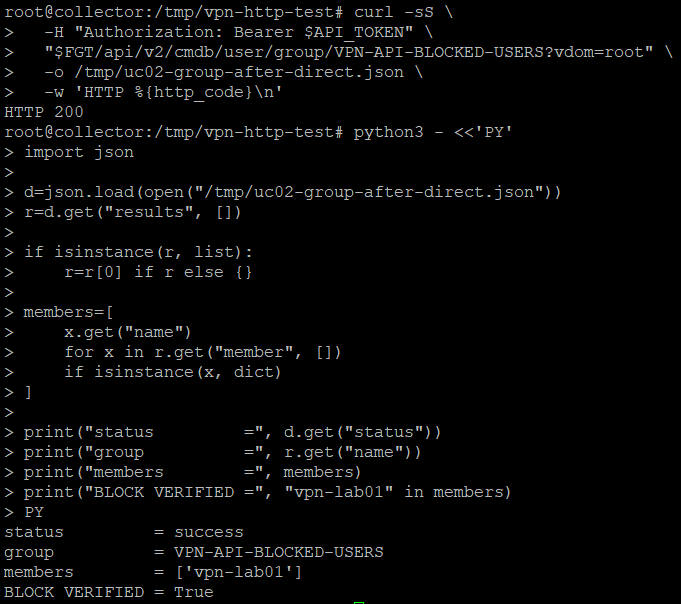 root@collector:/tmp/vpn-http-test# curl -sS \
>   -H "Authorization: Bearer $API_TOKEN" \
>   "$FGT/api/v2/cmdb/user/group/VPN-API-BLOCKED-USERS?vdom=root" \
>   -o /tmp/uc02-group-after-direct.json \
>   -w 'HTTP %{http_code}\n'
HTTP 200
root@collector:/tmp/vpn-http-test# python3 - <<'PY'
> import json
>
> d=json.load(open("/tmp/uc02-group-after-direct.json"))
> r=d.get("results", [])
>
> if isinstance(r, list):
>     r=r[0] if r else {}
>
> members=[
>     x.get("name")
>     for x in r.get("member", [])
>     if isinstance(x, dict)
> ]
>
> print("status         =", d.get("status"))
> print("group          =", r.get("name"))
> print("members        =", members)
> print("BLOCK VERIFIED =", "vpn-lab01" in members)
> PY
status         = success
group          = VPN-API-BLOCKED-USERS
members        = ['vpn-lab01']
BLOCK VERIFIED = True